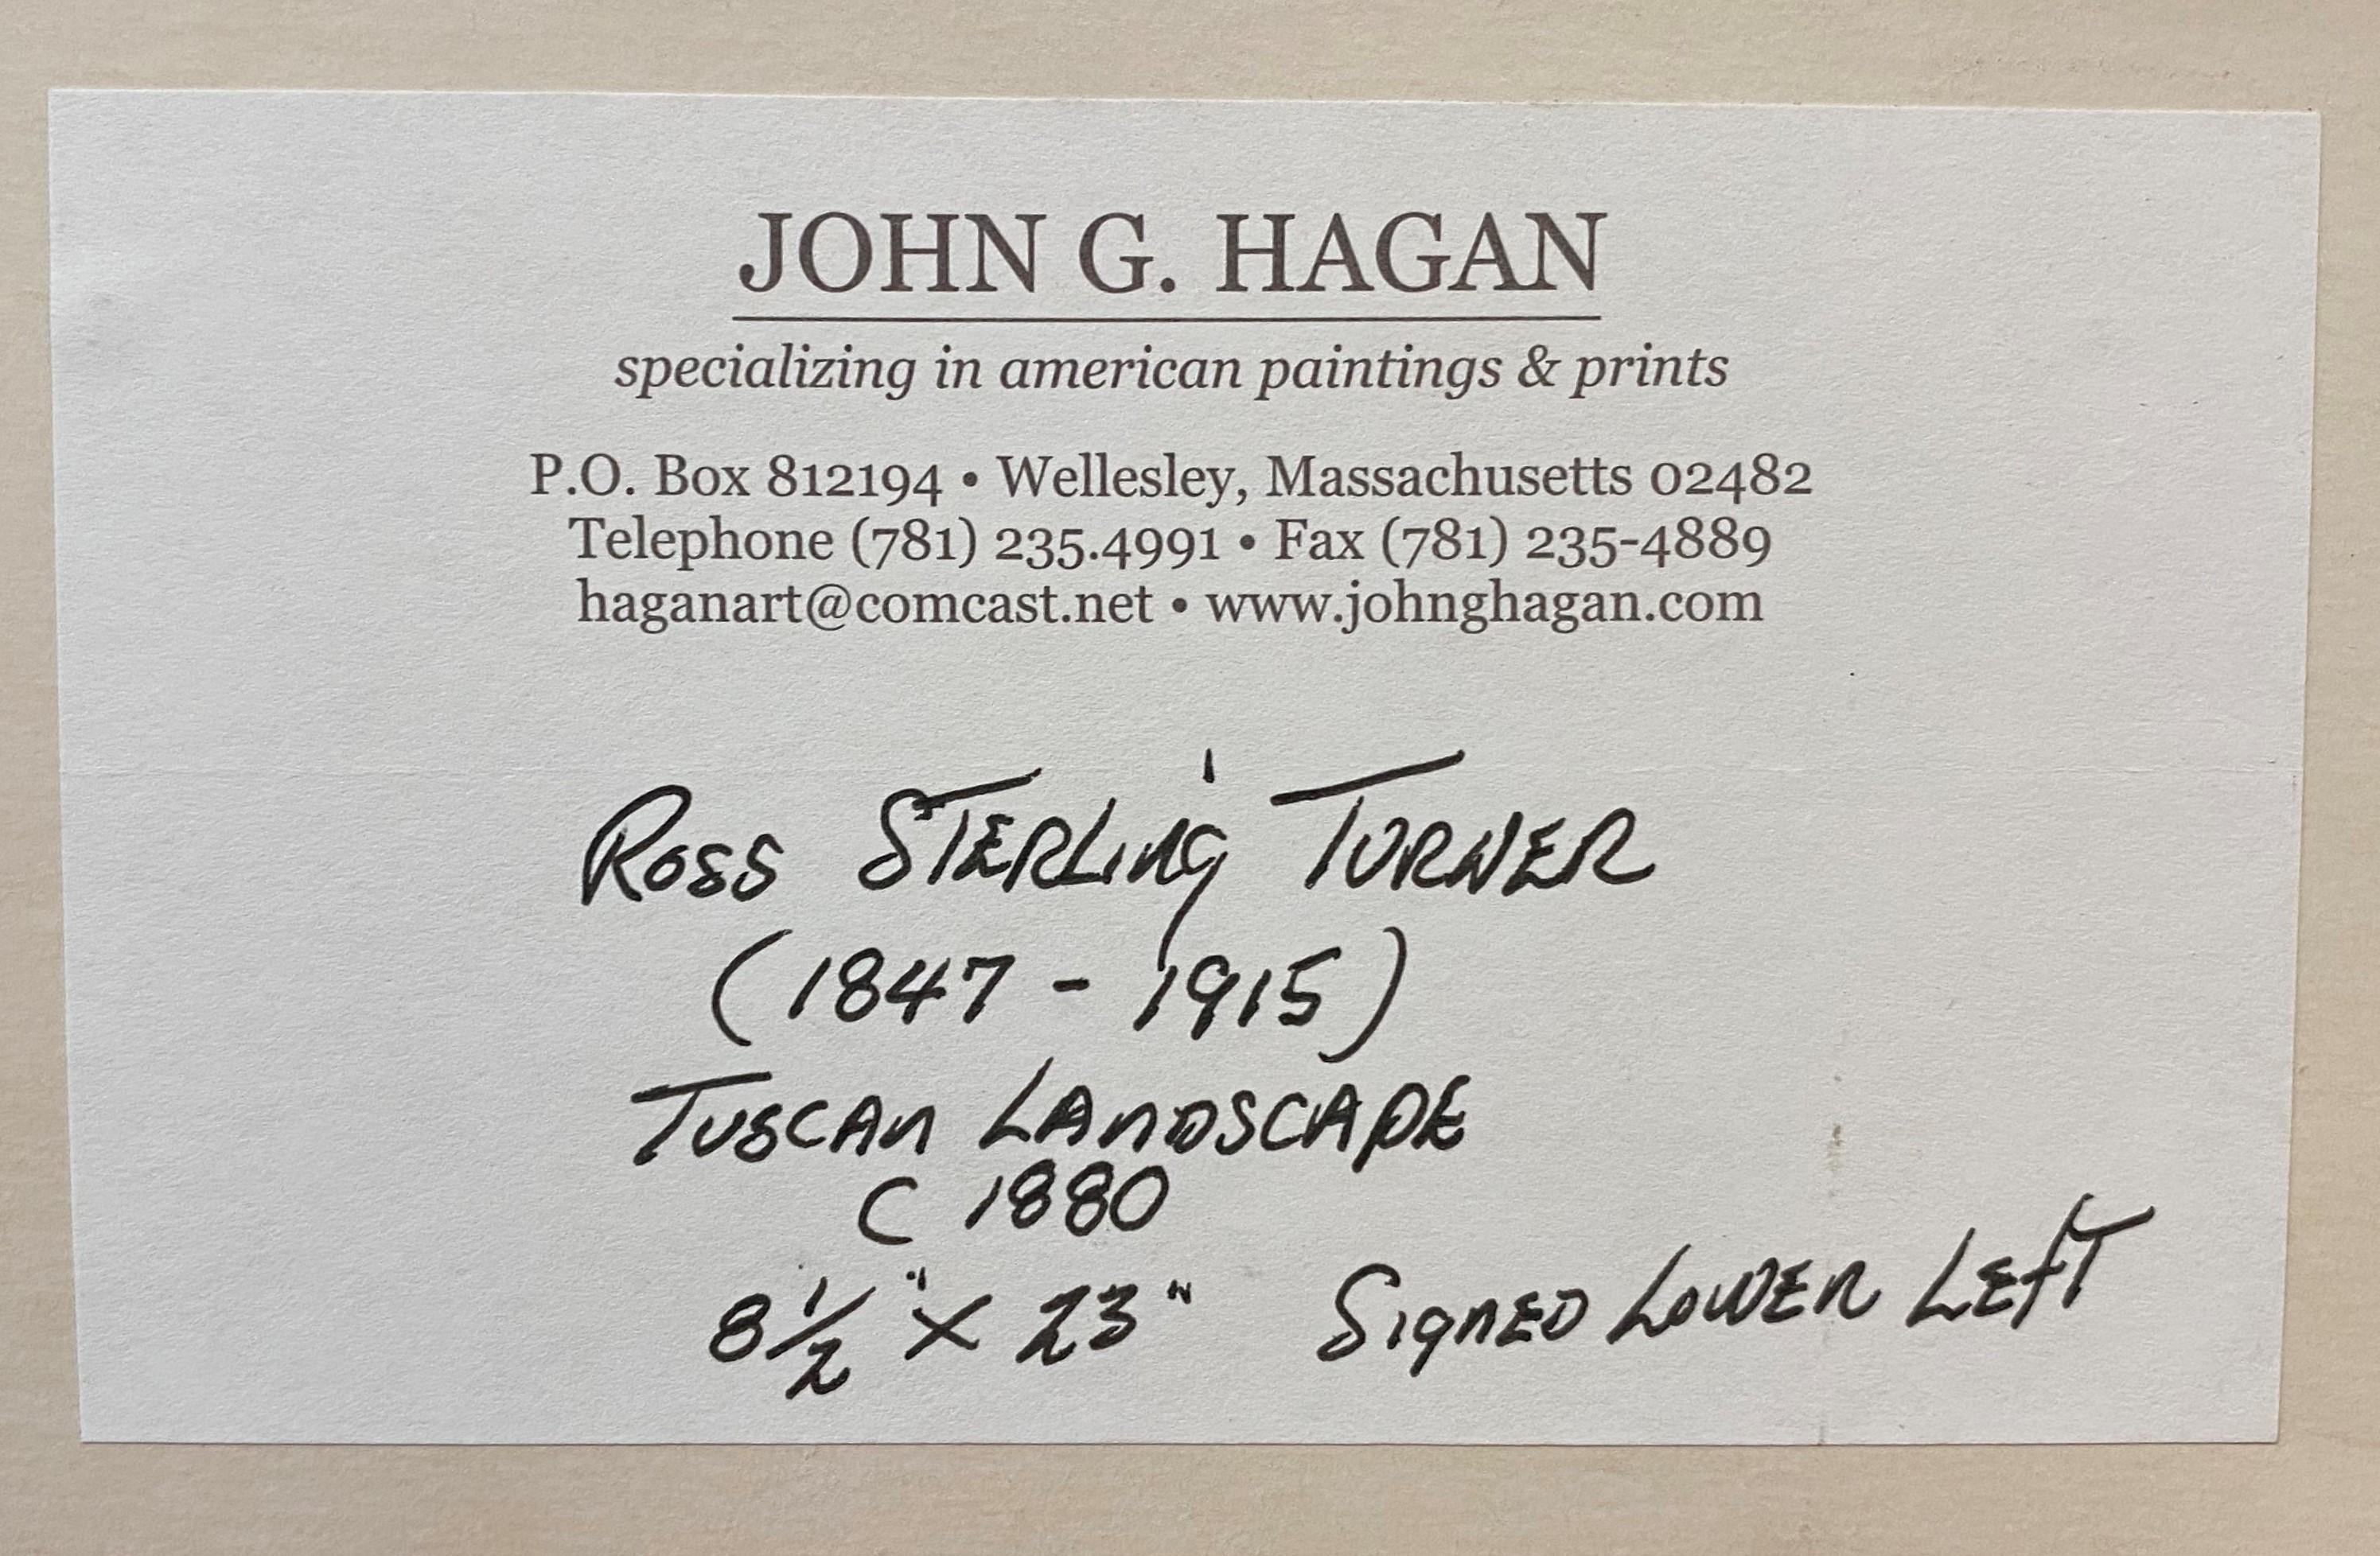 JOHN G. HAGAN
specializing in american paintings & prints
P.O. Box 812194 • Wellesley, Massachusetts 02482
Telephone (781) 235.4991 • Fax (781) 235-4889
haganart@comcast.net • www.johnghagan.com
ROSS STERLING TURNER
(1847 - 1915)
TUSCAN LANDSCAPE
C 1880
8 1/2" X 23" SIGNED LOWER LEFT